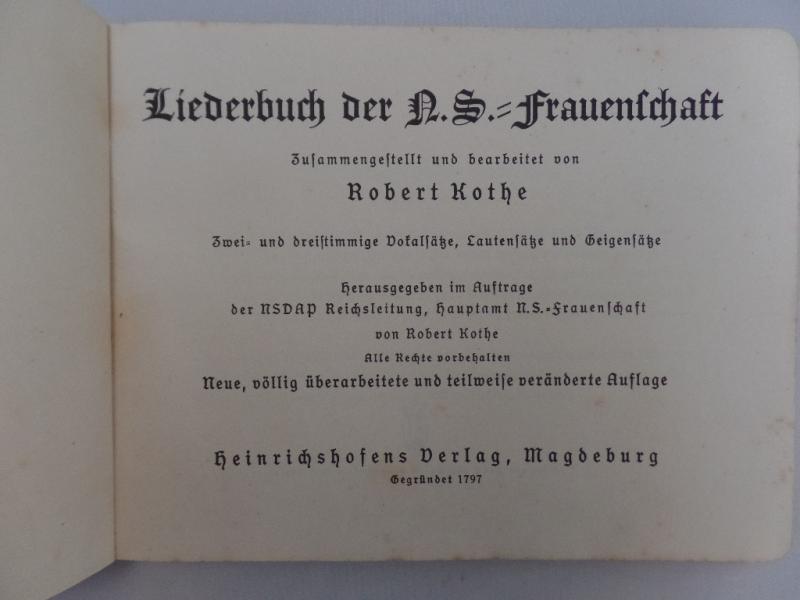 Liederbuch der N.S.=Frauenſchaft
Zuſammengeſtellt und bearbeitet von
Robert Kothe
Zwei= und dreiſtimmige Vokalſätze, Lautenſätze und Geigenſätze
Herausgegeben im Auftrage
der NSDAP Reichsleitung, Hauptamt N.S.=Frauenſchaft
von Robert Kothe
Alle Rechte vorbehalten
Neue, völlig überarbeitete und teilweiſe veränderte Auflage
Heinrichshofens Verlag, Magdeburg
Gegründet 1797